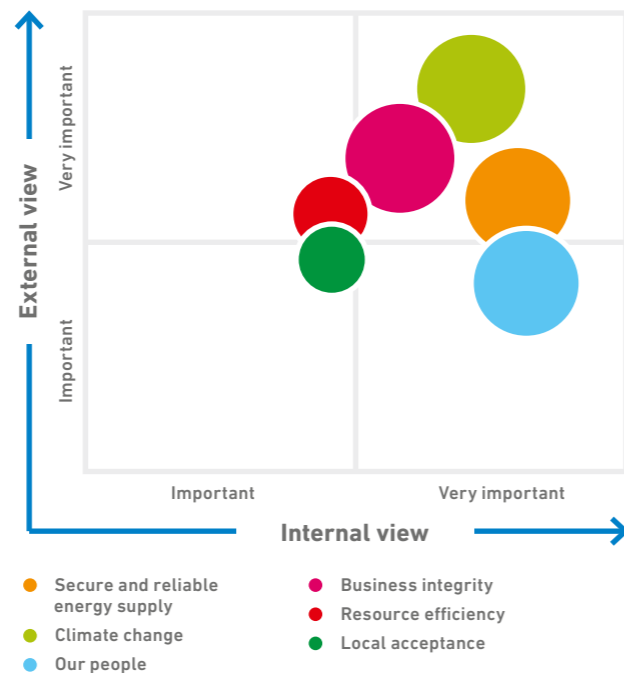 Very important
External view
Important
Important
Very important
Internal view
Secure and reliable
energy supply
Climate change
Our people
Business integrity
Resource efficiency
Local acceptance